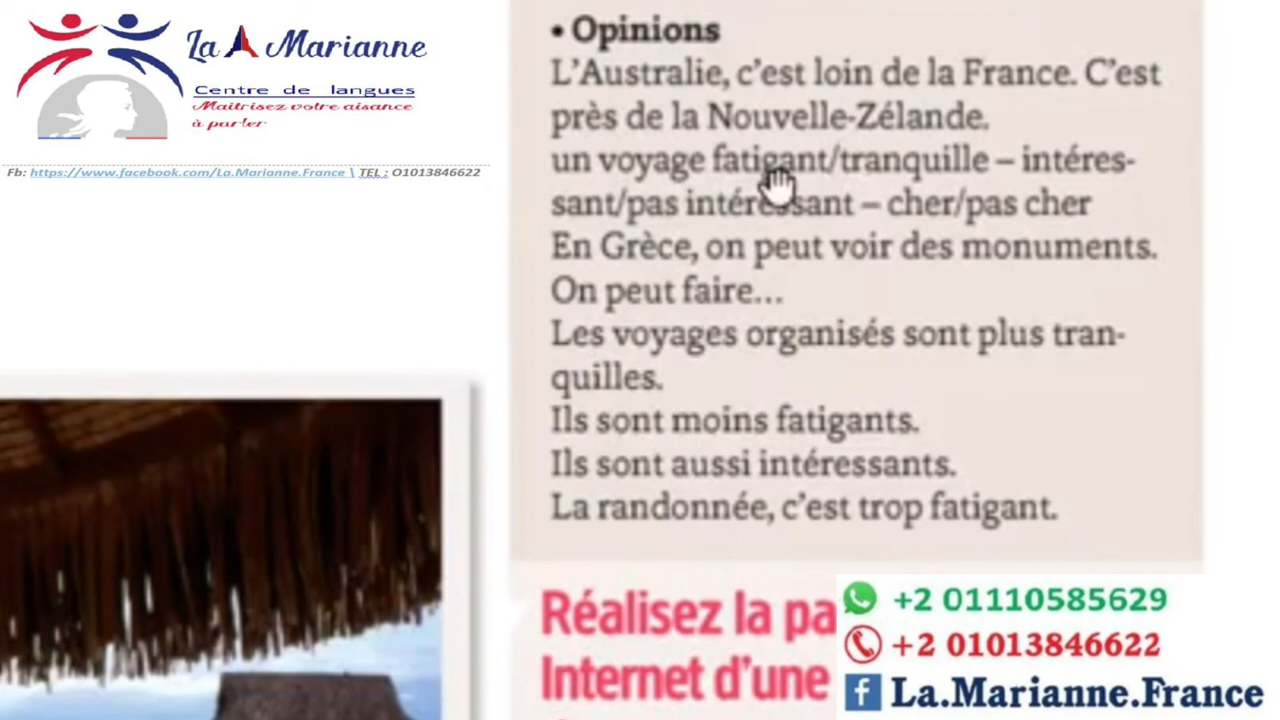 La Marianne
Centre de langues
Maitrisez votre aisance
à parler
Fb: https://www.facebook.com/La.Marianne.France \ TEL : O1013846622
• Opinions
L'Australie, c'est loin de la France. C'est
près de la Nouvelle-Zélande.
un voyage fatigant/tranquille – intéres-
sant/pas intéressant – cher/pas cher
En Grèce, on peut voir des monuments.
On peut faire...
Les voyages organisés sont plus tran-
quilles.
Ils sont moins fatigants.
Ils sont aussi intéressants.
La randonnée, c'est trop fatigant.
Réalisez la pa
Internet d'une
+2 01110585629
+2 01013846622
La.Marianne.France